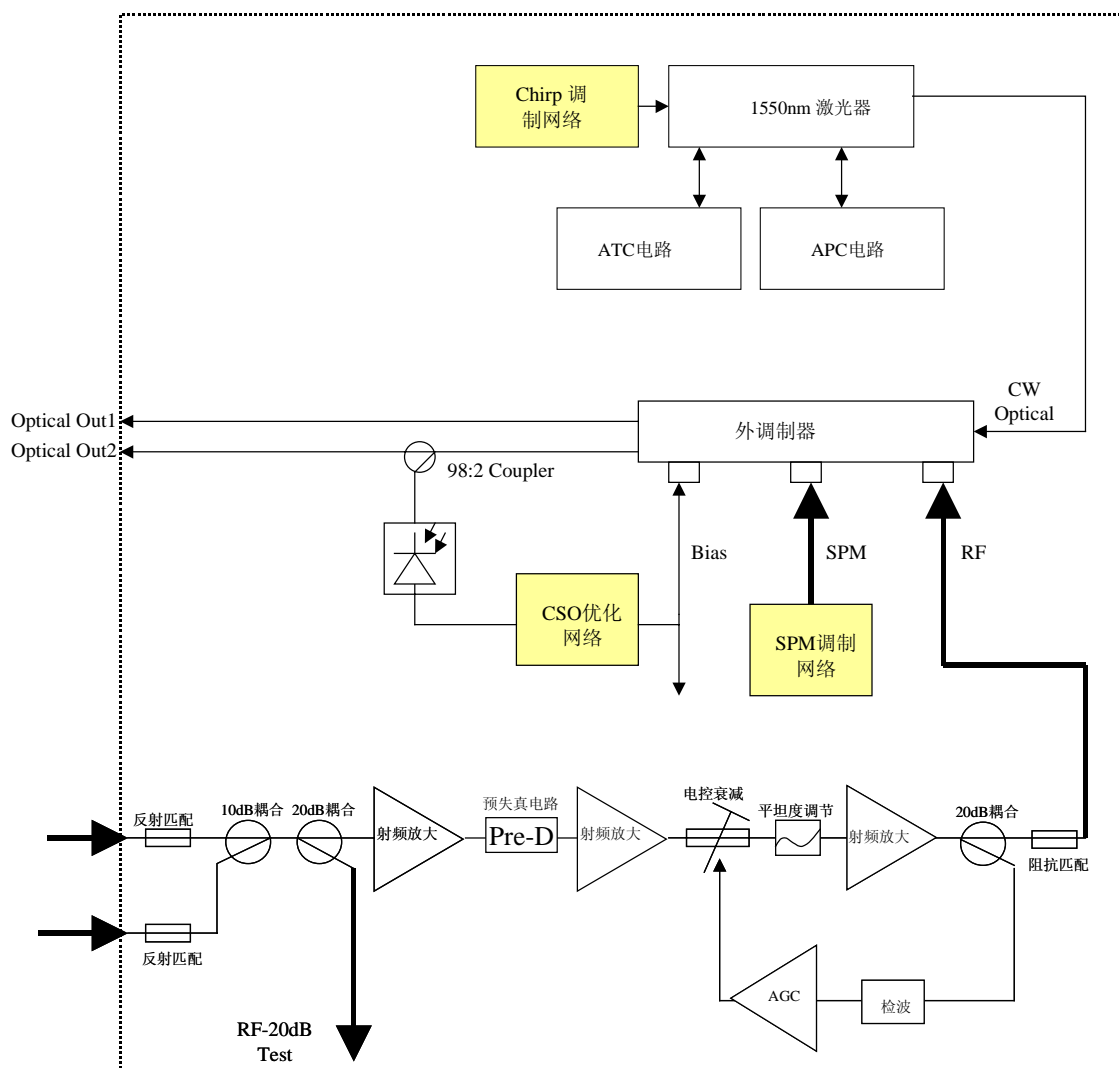 Chirp 调
制网络
1550nm 激光器
ATC电路
APC电路
CW
Optical
Optical Out1
Optical Out2
外调制器
98:2 Coupler
Bias
SPM
RF
CSO优化
网络
SPM调制
网络
反射匹配
10dB耦合
20dB耦合
射频放大
预失真电路
Pre-D
射频放大
电控衰减
平坦度调节
射频放大
20dB耦合
阻抗匹配
反射匹配
AGC
检波
RF-20dB
Test